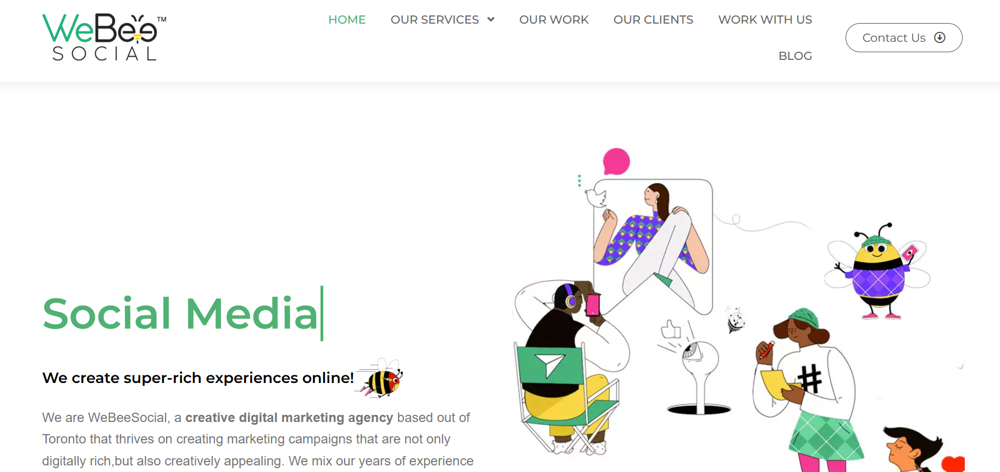 WeBee™
SOCIAL
HOME OUR SERVICES OUR WORK OUR CLIENTS WORK WITH US
BLOG
Contact Us
Social Media
We create super-rich experiences online!
We are WeBeeSocial, a creative digital marketing agency based out of
Toronto that thrives on creating marketing campaigns that are not only
digitally rich,but also creatively appealing. We mix our years of experience
#